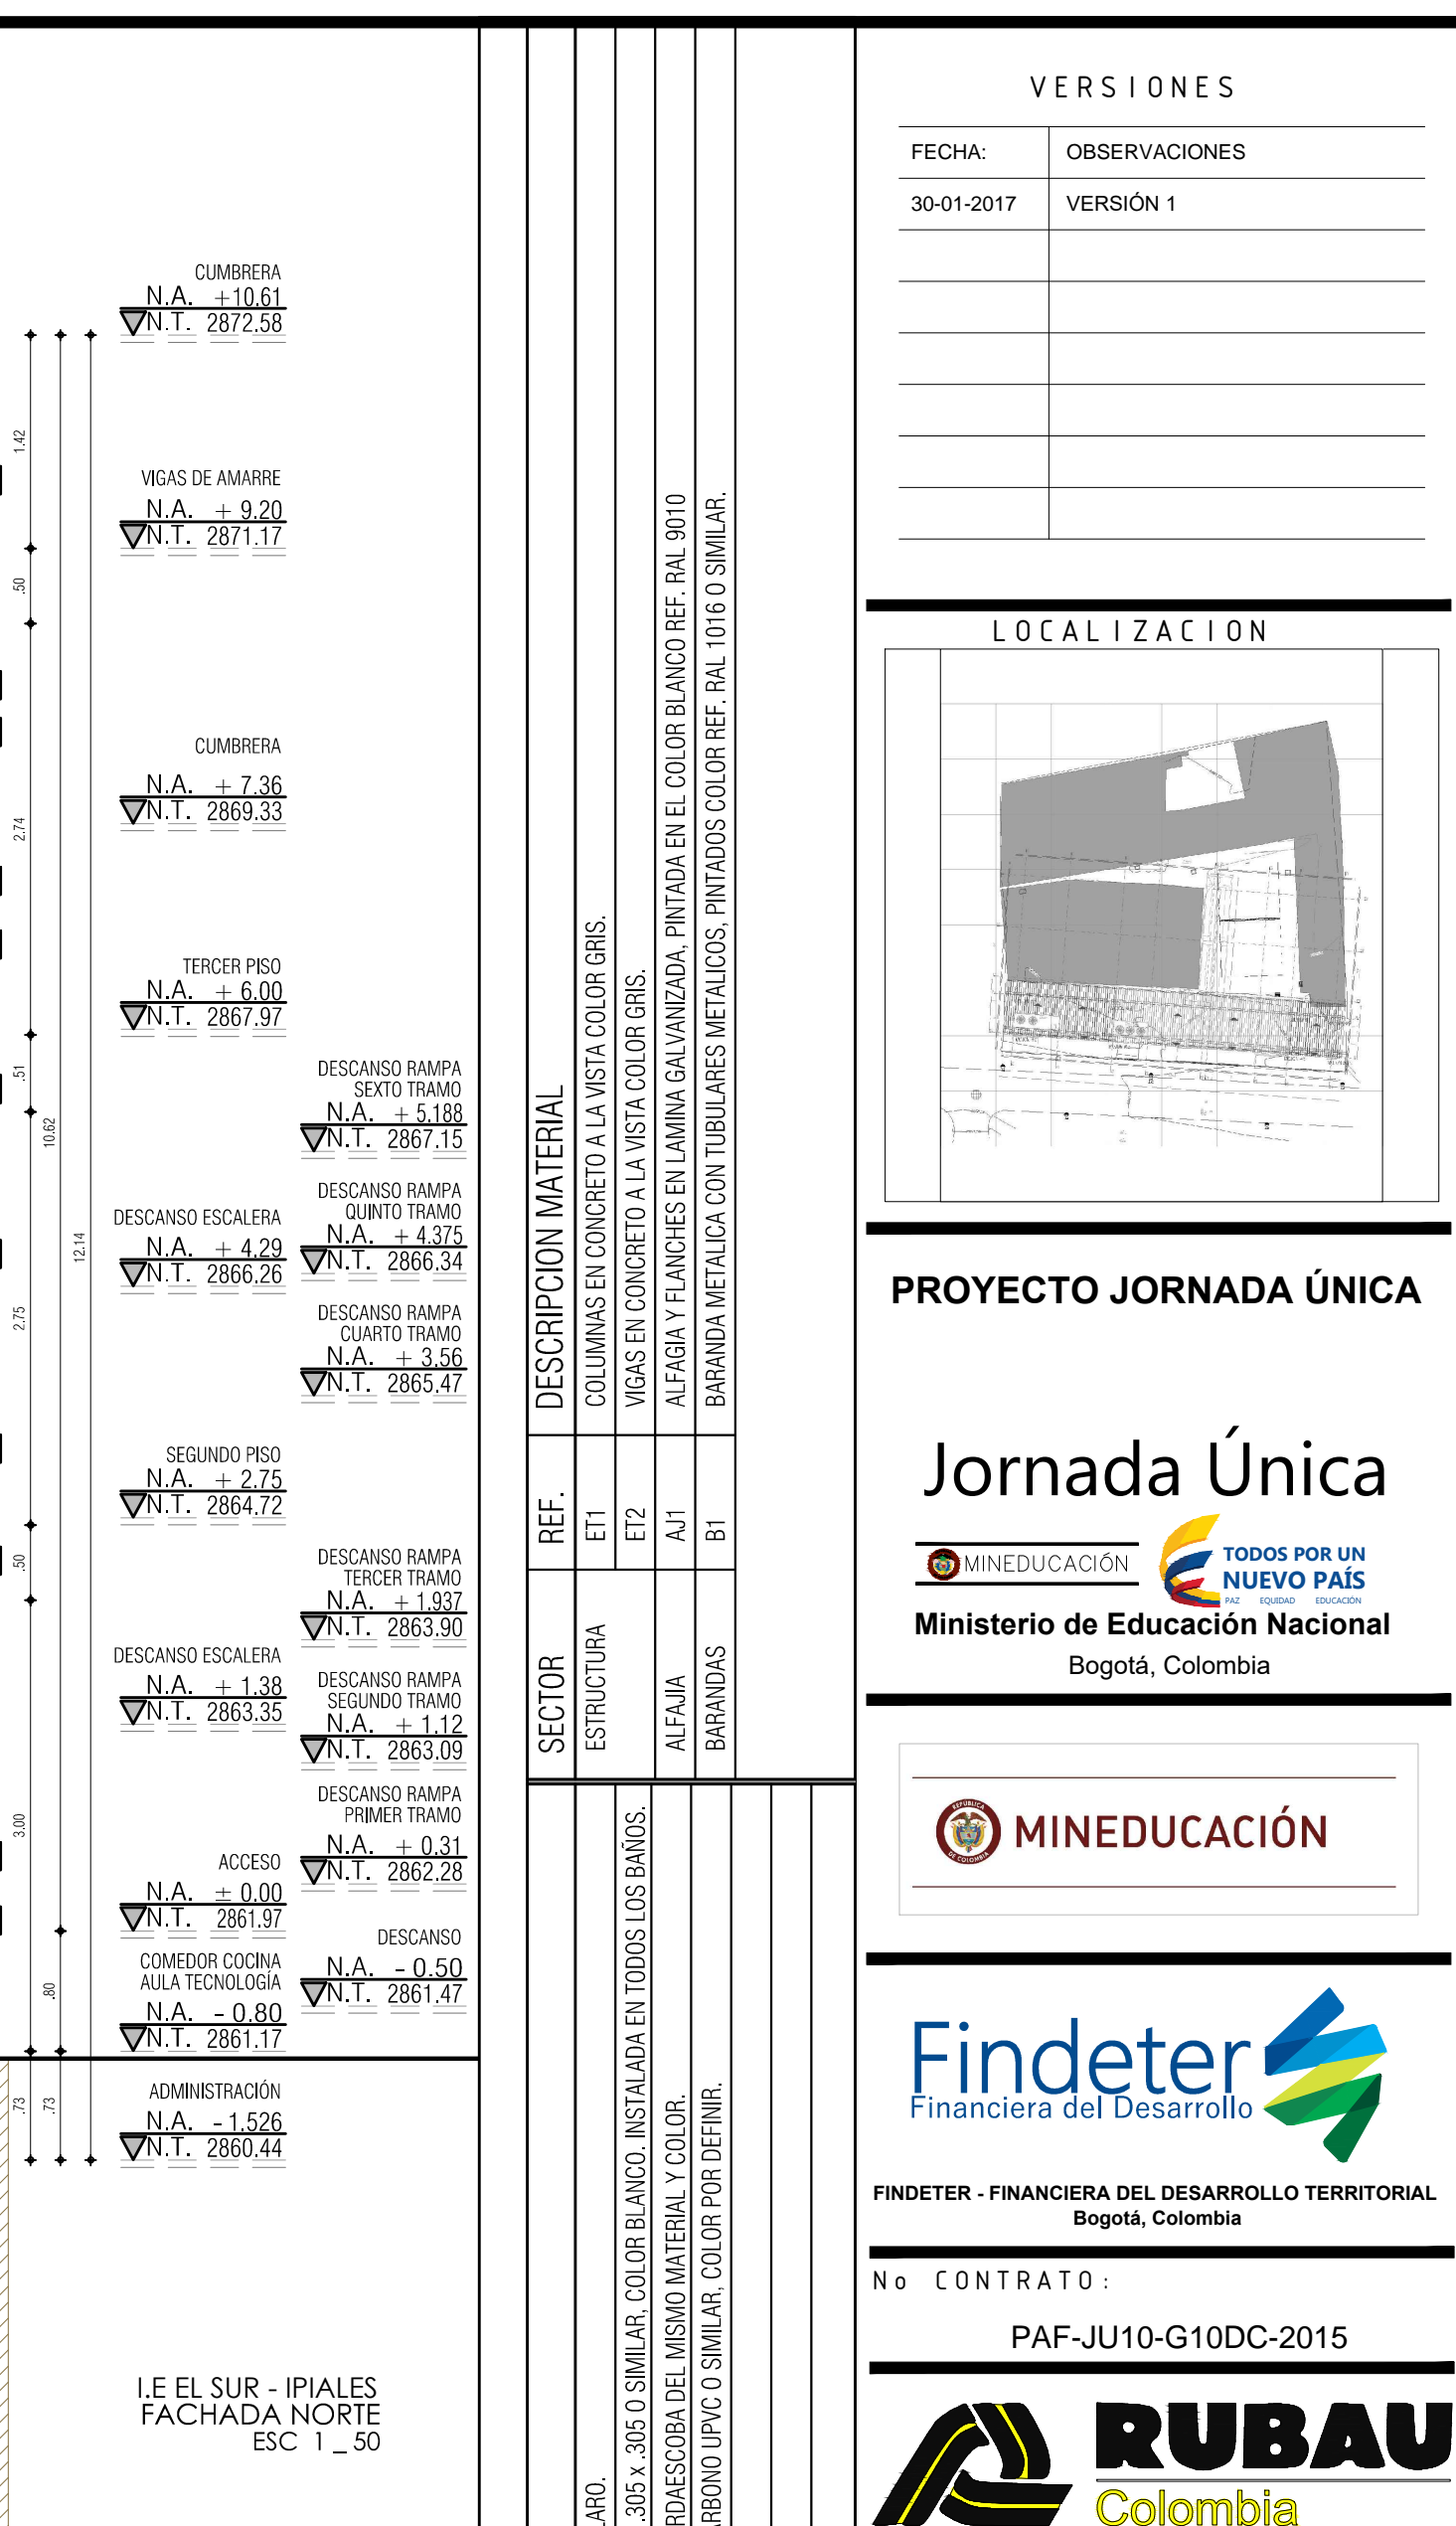 CUMBRERA
N.A. +10.61
N.T. 2872.58
VIGAS DE AMARRE
N.A. + 9.20
N.T. 2871.17
CUMBRERA
N.A. + 7.36
N.T. 2869.33
TERCER PISO
N.A. + 6.00
N.T. 2867.97
DESCANSO RAMPA
SEXTO TRAMO
N.A. + 5.188
N.T. 2867.15
DESCANSO RAMPA
QUINTO TRAMO
N.A. + 4.375
N.T. 2866.34
DESCANSO ESCALERA
N.A. + 4.29
N.T. 2866.26
DESCANSO RAMPA
CUARTO TRAMO
N.A. + 3.56
N.T. 2865.47
SEGUNDO PISO
N.A. + 2.75
N.T. 2864.72
DESCANSO RAMPA
TERCER TRAMO
N.A. + 1.937
N.T. 2863.90
DESCANSO ESCALERA
N.A. + 1.38
N.T. 2863.35
DESCANSO RAMPA
SEGUNDO TRAMO
N.A. + 1.12
N.T. 2863.09
DESCANSO RAMPA
PRIMER TRAMO
N.A. + 0.31
N.T. 2862.28
ACCESO
N.A. ± 0.00
N.T. 2861.97
DESCANSO
N.A. - 0.50
N.T. 2861.47
COMEDOR COCINA
AULA TECNOLOGÍA
N.A. - 0.80
N.T. 2861.17
ADMINISTRACIÓN
N.A. -1.526
N.T. 2860.44
1.42
.50
2.74
.51
2.75
.50
3.00
.73
10.62
.80
.73
12.14
I.E EL SUR - IPIALES
FACHADA NORTE
ESC 1 _ 50
SECTOR REF. DESCRIPCION MATERIAL
ESTRUCTURA ET1 COLUMNAS EN CONCRETO A LA VISTA COLOR GRIS.
ET2 VIGAS EN CONCRETO A LA VISTA COLOR GRIS.
ALFAJIA AJ1 ALFAGIA Y FLANCHES EN LAMINA GALVANIZADA, PINTADA EN EL COLOR BLANCO REF. RAL 9010
BARANDAS B1 BARANDA METALICA CON TUBULARES METALICOS, PINTADOS COLOR REF. RAL 1016 O SIMILAR.
LARO.
.305 x .305 O SIMILAR, COLOR BLANCO. INSTALADA EN TODOS LOS BAÑOS.
RDAESCOBA DEL MISMO MATERIAL Y COLOR.
RBONO UPVC O SIMILAR, COLOR POR DEFINIR.
VERSIONES
FECHA: OBSERVACIONES
30-01-2017 VERSIÓN 1
LOCALIZACION
PROYECTO JORNADA ÚNICA
Jornada Única
MINEDUCACIÓN
TODOS POR UN
NUEVO PAÍS
PAZ EQUIDAD EDUCACIÓN
Ministerio de Educación Nacional
Bogotá, Colombia
REPÚBLICA
DE COLOMBIA
MINEDUCACIÓN
Findeter
Financiera del Desarrollo
FINDETER - FINANCIERA DEL DESARROLLO TERRITORIAL
Bogotá, Colombia
No CONTRATO:
PAF-JU10-G10DC-2015
RUBAU
Colombia